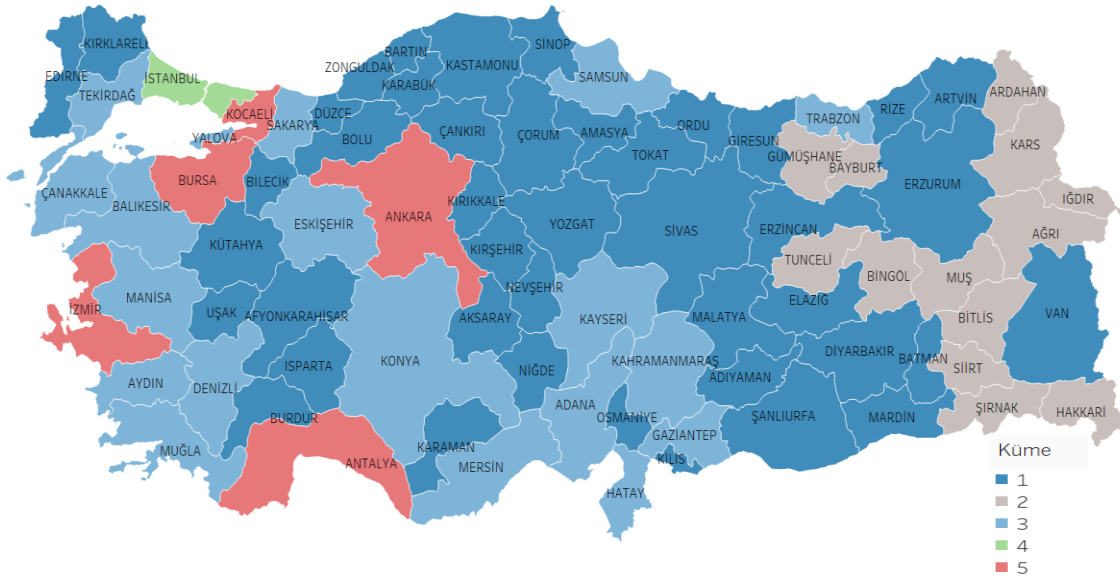 KIRKLARELİ
EDİRNE
TEKİRDAĞ
İSTANBUL
KOCAELİ
YALOVA
SAKARYA
DÜZCE
ZONGULDAK
BARTIN
KARABÜK
KASTAMONU
SİNOP
SAMSUN
BOLU
ÇANKIRI
ÇORUM
AMASYA
ORDU
TOKAT
GİRESUN
TRABZON
GÜMÜŞHANE
BAYBURT
RİZE
ARTVİN
ARDAHAN
KARS
ERZURUM
IĞDIR
AĞRI
ÇANAKKALE
BALIKESİR
BURSA
BİLECİK
ESKİŞEHİR
ANKARA
KIRIKKALE
KIRŞEHİR
YOZGAT
SİVAS
ERZİNCAN
TUNCELİ
BİNGÖL
MUŞ
BİTLİS
VAN
KÜTAHYA
MANİSA
İZMİR
UŞAK
AFYONKARAHİSAR
NEVŞEHİR
AKSARAY
KAYSERİ
MALATYA
ELAZIĞ
DİYARBAKIR
BATMAN
SİİRT
ŞIRNAK
HAKKARİ
AYDIN
DENİZLİ
ISPARTA
KONYA
NİĞDE
KAHRAMANMARAŞ
ADIYAMAN
ŞANLIURFA
MARDİN
MUĞLA
BURDUR
ANTALYA
KARAMAN
MERSİN
ADANA
OSMANİYE
GAZİANTEP
KİLİS
HATAY
Küme
1
2
3
4
5